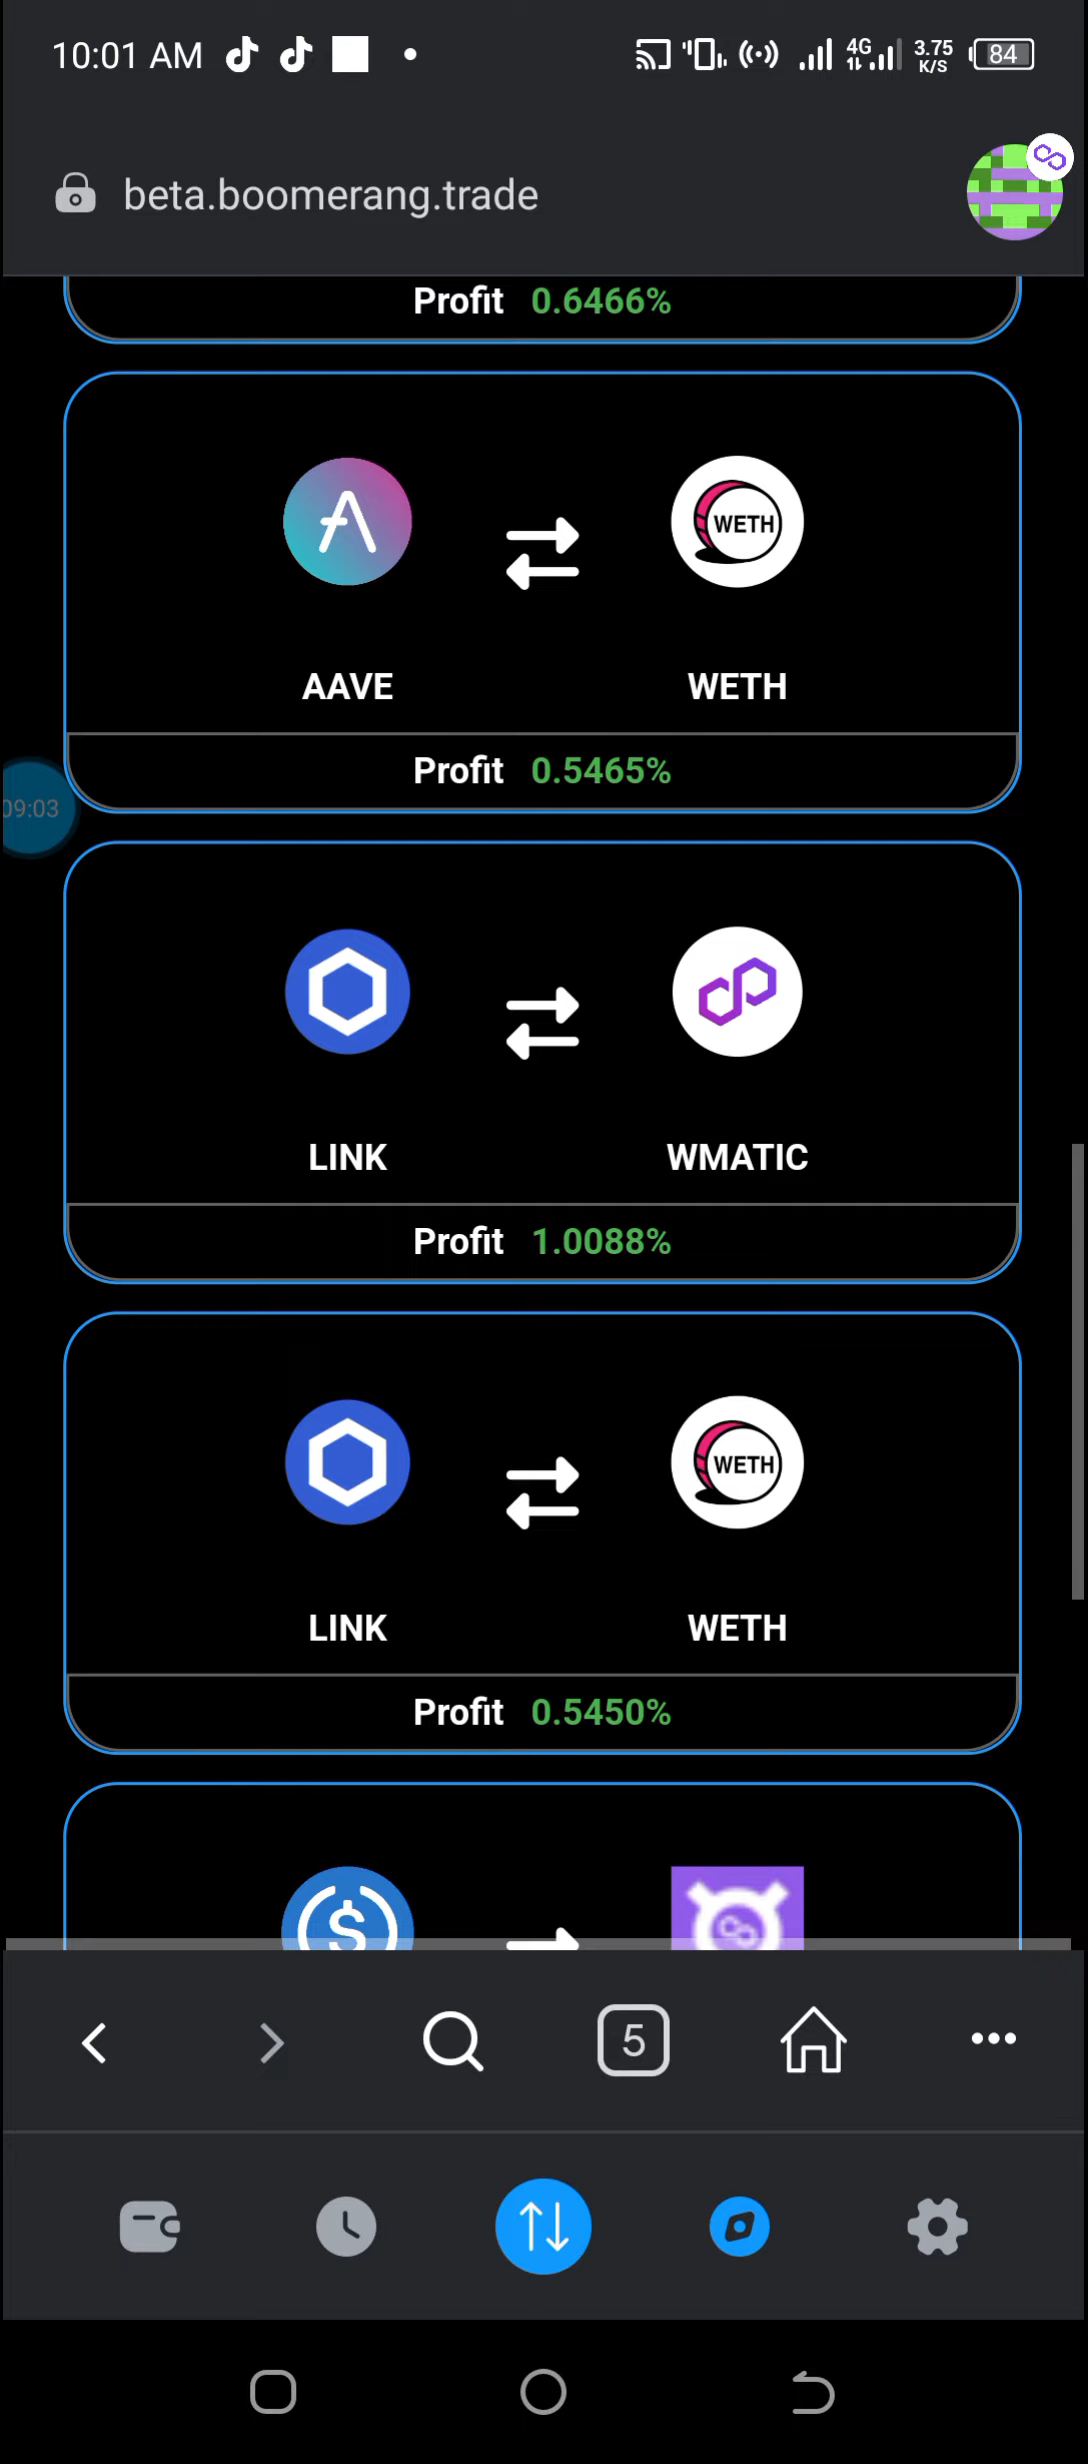 10:01 AM
4G
3.75
K/S
84
beta.boomerang.trade
Profit 0.6466%
WETH
AAVE WETH
Profit 0.5465%
09:03
LINK WMATIC
Profit 1.0088%
WETH
LINK WETH
Profit 0.5450%
$
5